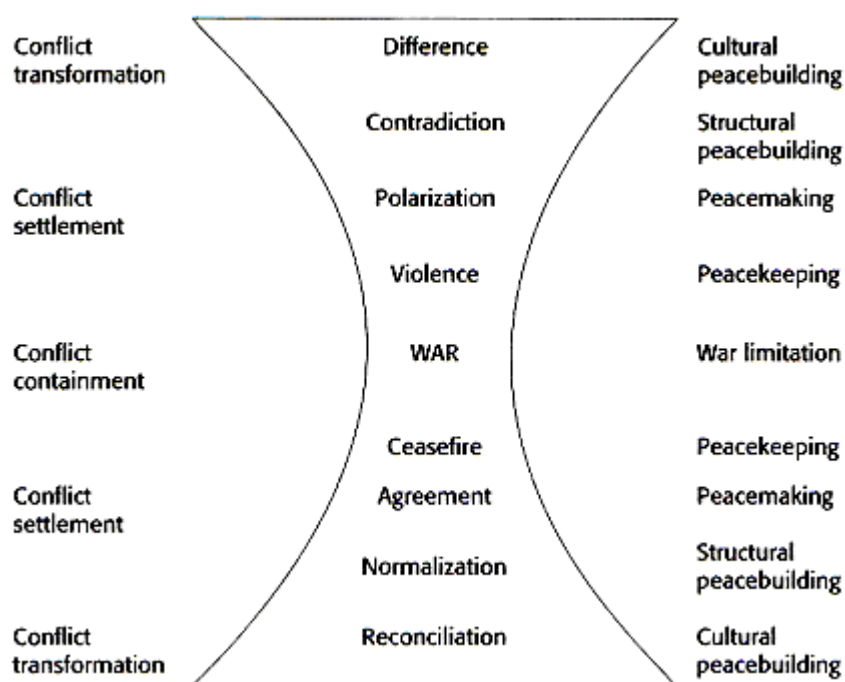 Conflict
transformation
Difference
Cultural
peacebuilding
Contradiction
Structural
peacebuilding
Conflict
settlement
Polarization
Peacemaking
Violence
Peacekeeping
Conflict
containment
WAR
War limitation
Ceasefire
Peacekeeping
Conflict
settlement
Agreement
Peacemaking
Normalization
Structural
peacebuilding
Conflict
transformation
Reconciliation
Cultural
peacebuilding